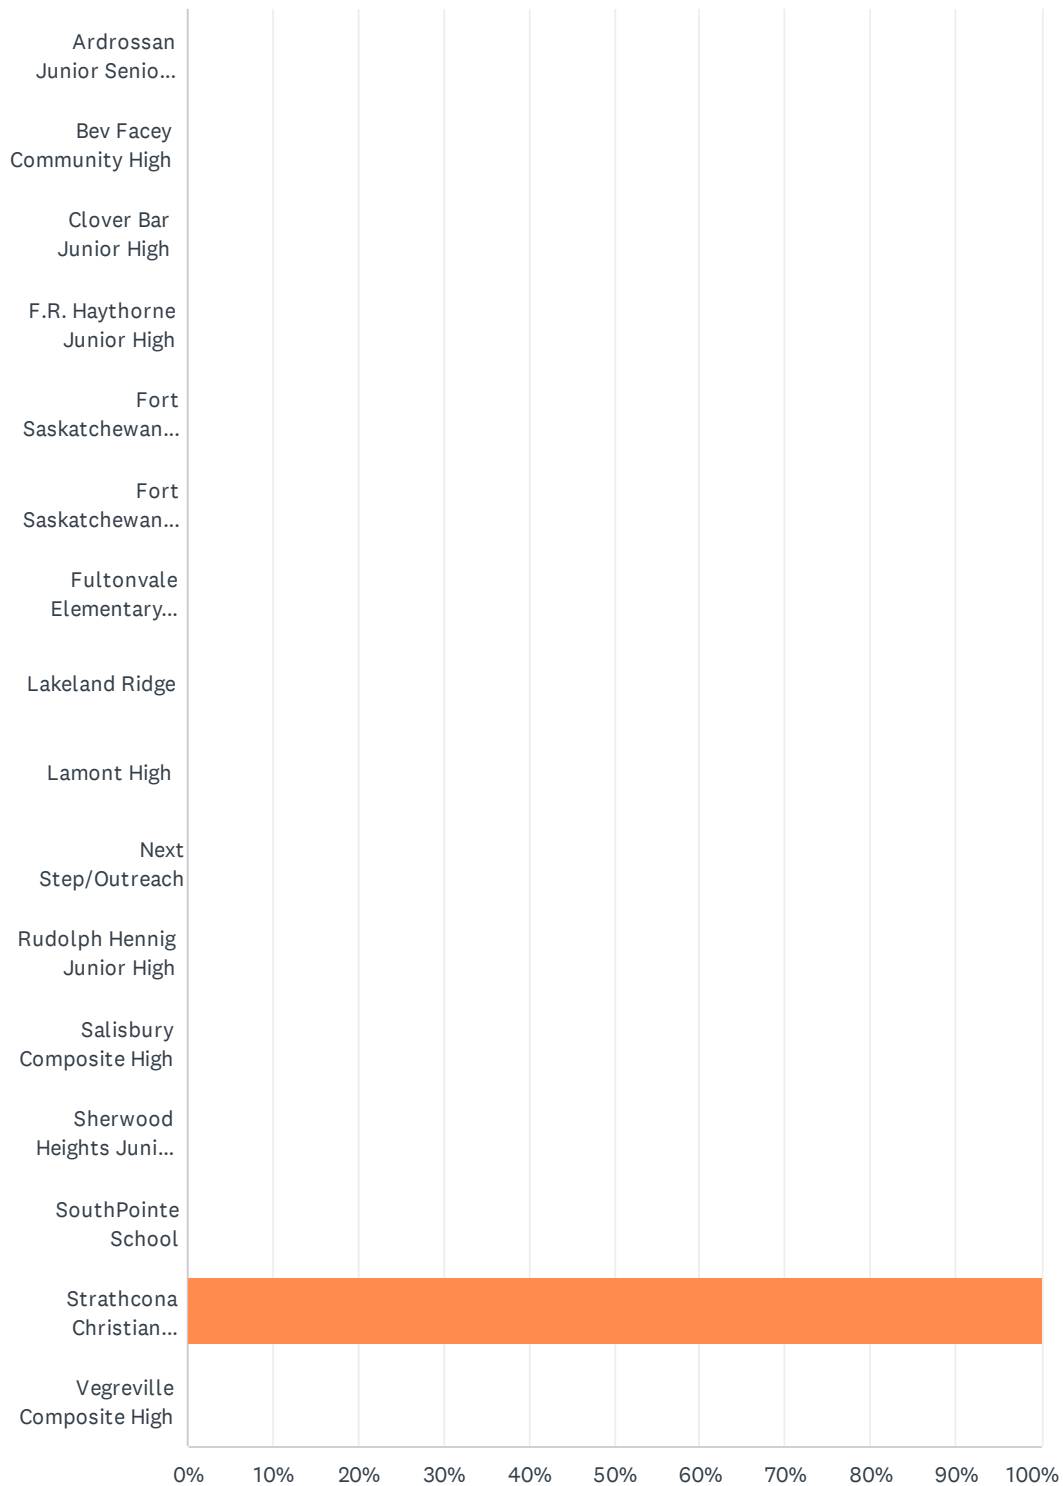 Ardrossan
Junior Senio...
Bev Facey
Community High
Clover Bar
Junior High
F.R. Haythorne
Junior High
Fort
Saskatchewan...
Fort
Saskatchewan...
Fultonvale
Elementary...
Lakeland Ridge
Lamont High
Next
Step/Outreach
Rudolph Hennig
Junior High
Salisbury
Composite High
Sherwood
Heights Juni...
SouthPointe
School
Strathcona
Christian...
Vegreville
Composite High
0% 10% 20% 30% 40% 50% 60% 70% 80% 90% 100%